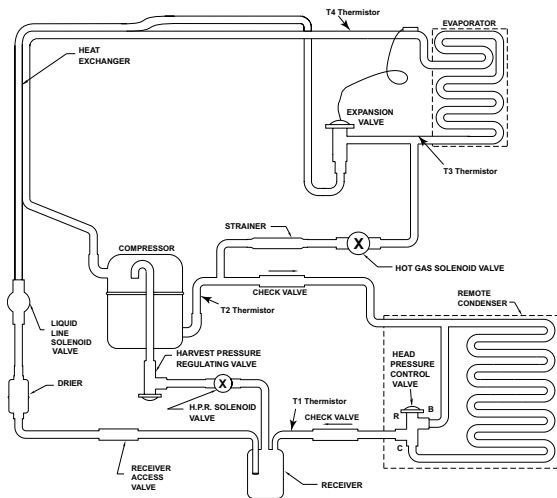 T4 Thermistor
EVAPORATOR
HEAT
EXCHANGER
EXPANSION
VALVE
T3 Thermistor
STRAINER
COMPRESSOR
X
HOT GAS SOLENOID VALVE
CHECK VALVE
REMOTE
CONDENSER
T2 Thermistor
LIQUID
LINE
SOLENOID
VALVE
HARVEST PRESSURE
REGULATING VALVE
HEAD
PRESSURE
CONTROL
VALVE
DRIER
X
H.P.R. SOLENOID
VALVE
T1 Thermistor
CHECK VALVE
R
B
C
RECEIVER
ACCESS
VALVE
RECEIVER